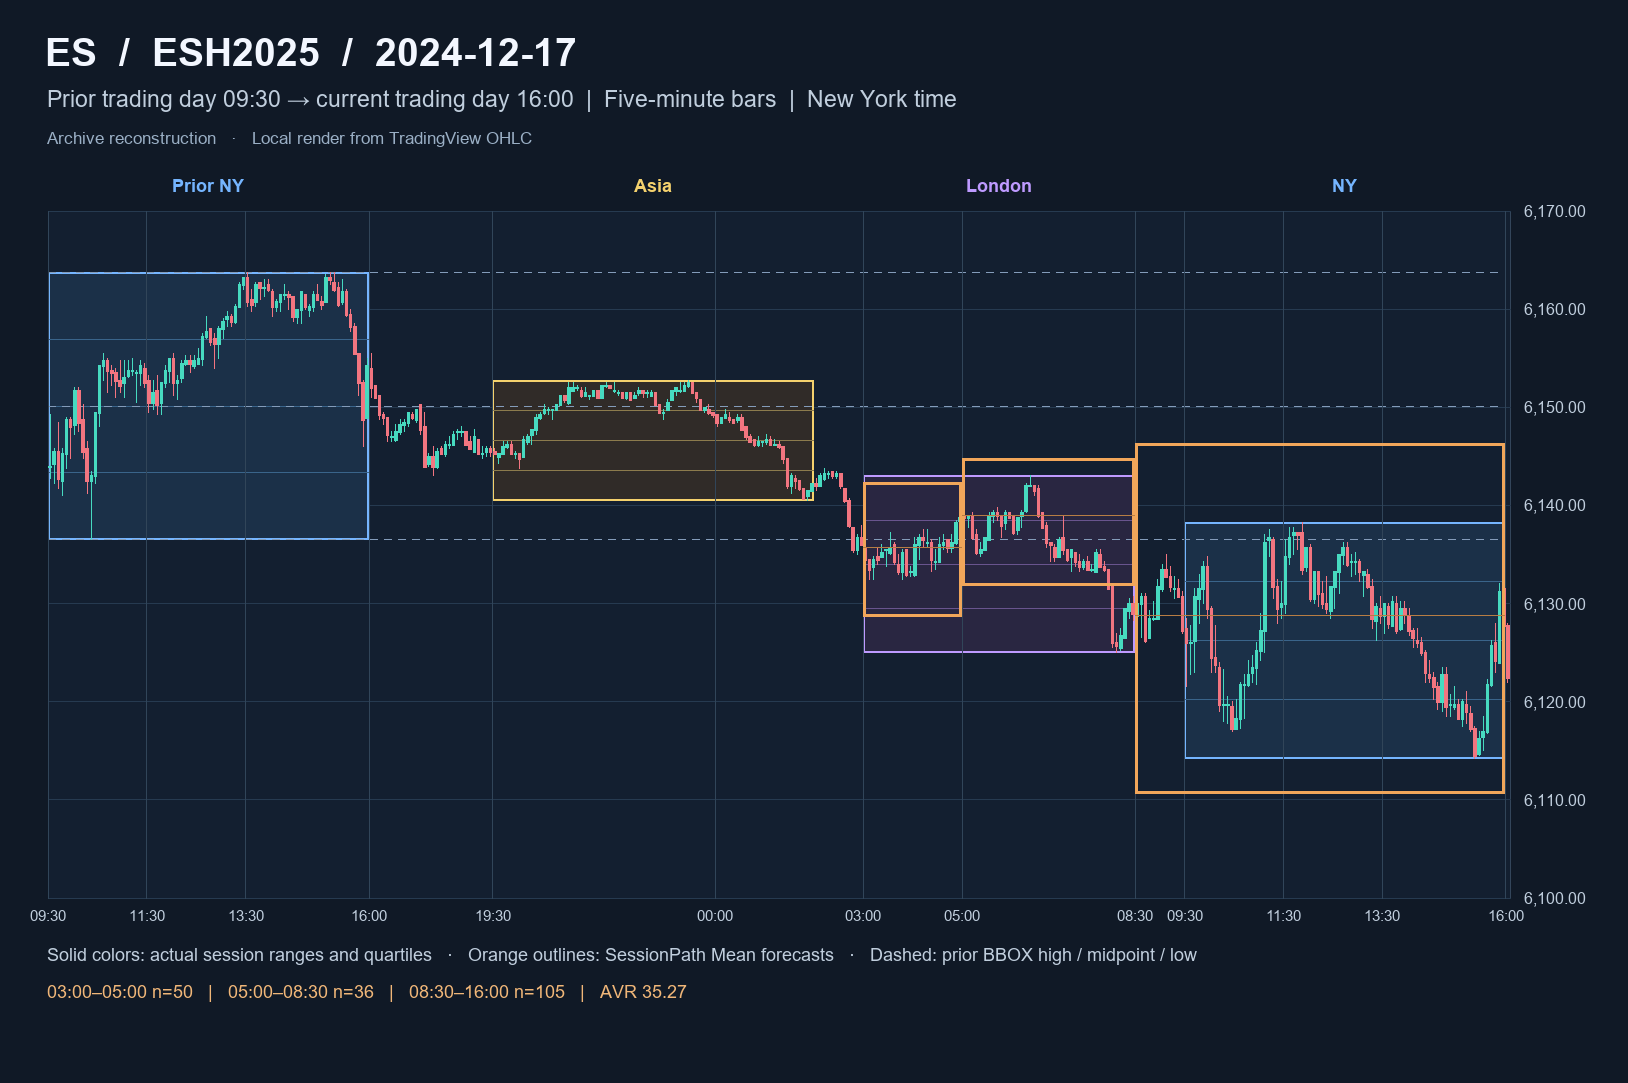 ES / ESH2025 / 2024-12-17
Prior trading day 09:30 → current trading day 16:00 | Five-minute bars | New York time
Archive reconstruction · Local render from TradingView OHLC
Prior NY Asia London NY
6,170.00
6,160.00
6,150.00
6,140.00
6,130.00
6,120.00
6,110.00
6,100.00
09:30 11:30 13:30 16:00 19:30 00:00 03:00 05:00 08:30 09:30 11:30 13:30 16:00
Solid colors: actual session ranges and quartiles · Orange outlines: SessionPath Mean forecasts · Dashed: prior BBOX high / midpoint / low
03:00–05:00 n=50 | 05:00–08:30 n=36 | 08:30–16:00 n=105 | AVR 35.27